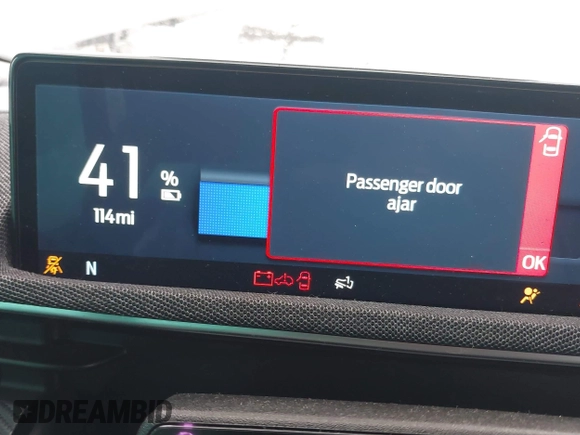 41 %
114mi
Passenger door
ajar
OK
N
DREAMBID